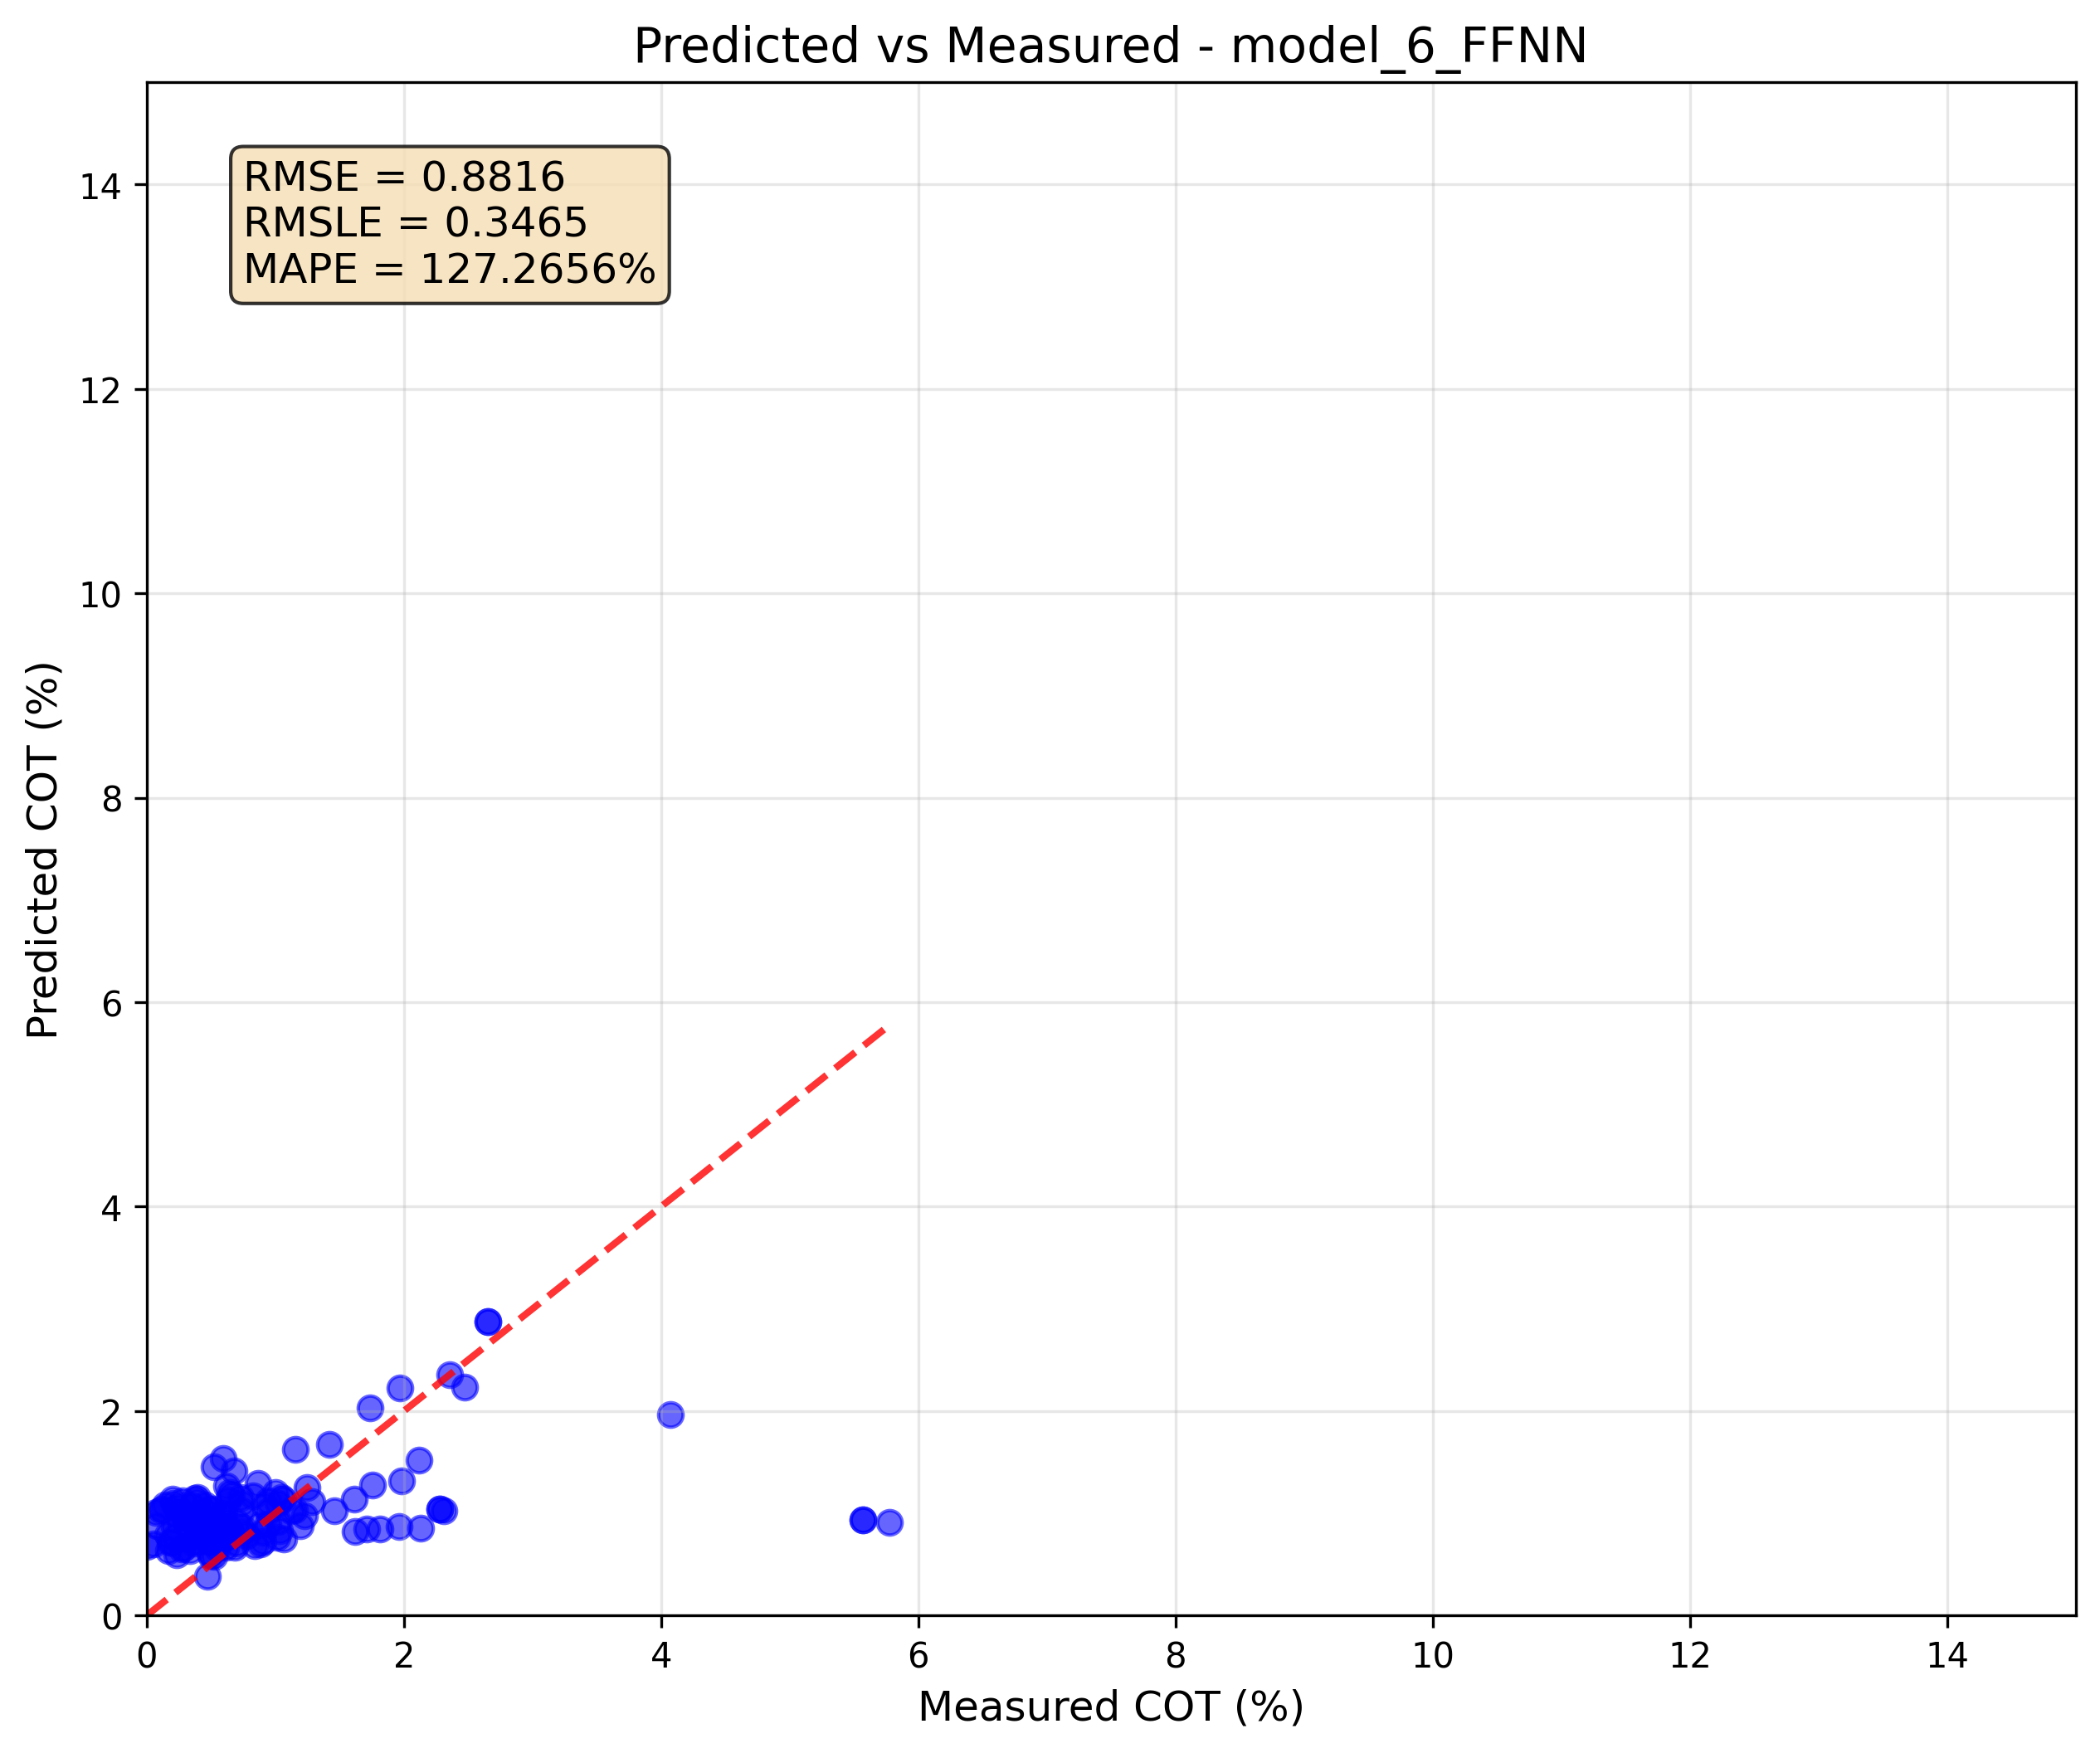 Predicted vs Measured - model_6_FFNN
RMSE = 0.8816
RMSLE = 0.3465
MAPE = 127.2656%
Predicted COT (%)
14
12
10
8
6
4
2
0
0 2 4 6 8 10 12 14
Measured COT (%)